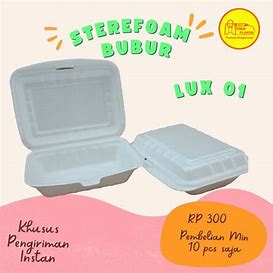 STEREFOAM
BUBUR
LUX 01
Khusus
Pengiriman
Instan
RP 300
Pembelian Min
10 pcs saja